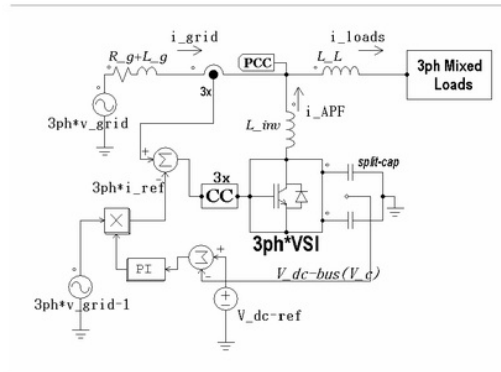 i_grid
i_loads
R_g+L_g
PCC
L_L
3ph Mixed
Loads
3x
i_APF
3ph*v_grid
L_inv
+
Σ
split-cap
3ph*i_ref
-
3x
CC
X
3ph*VSI
PI
Σ
+
-
V_dc-bus(V_c)
3ph*v_grid-1
V_dc-ref